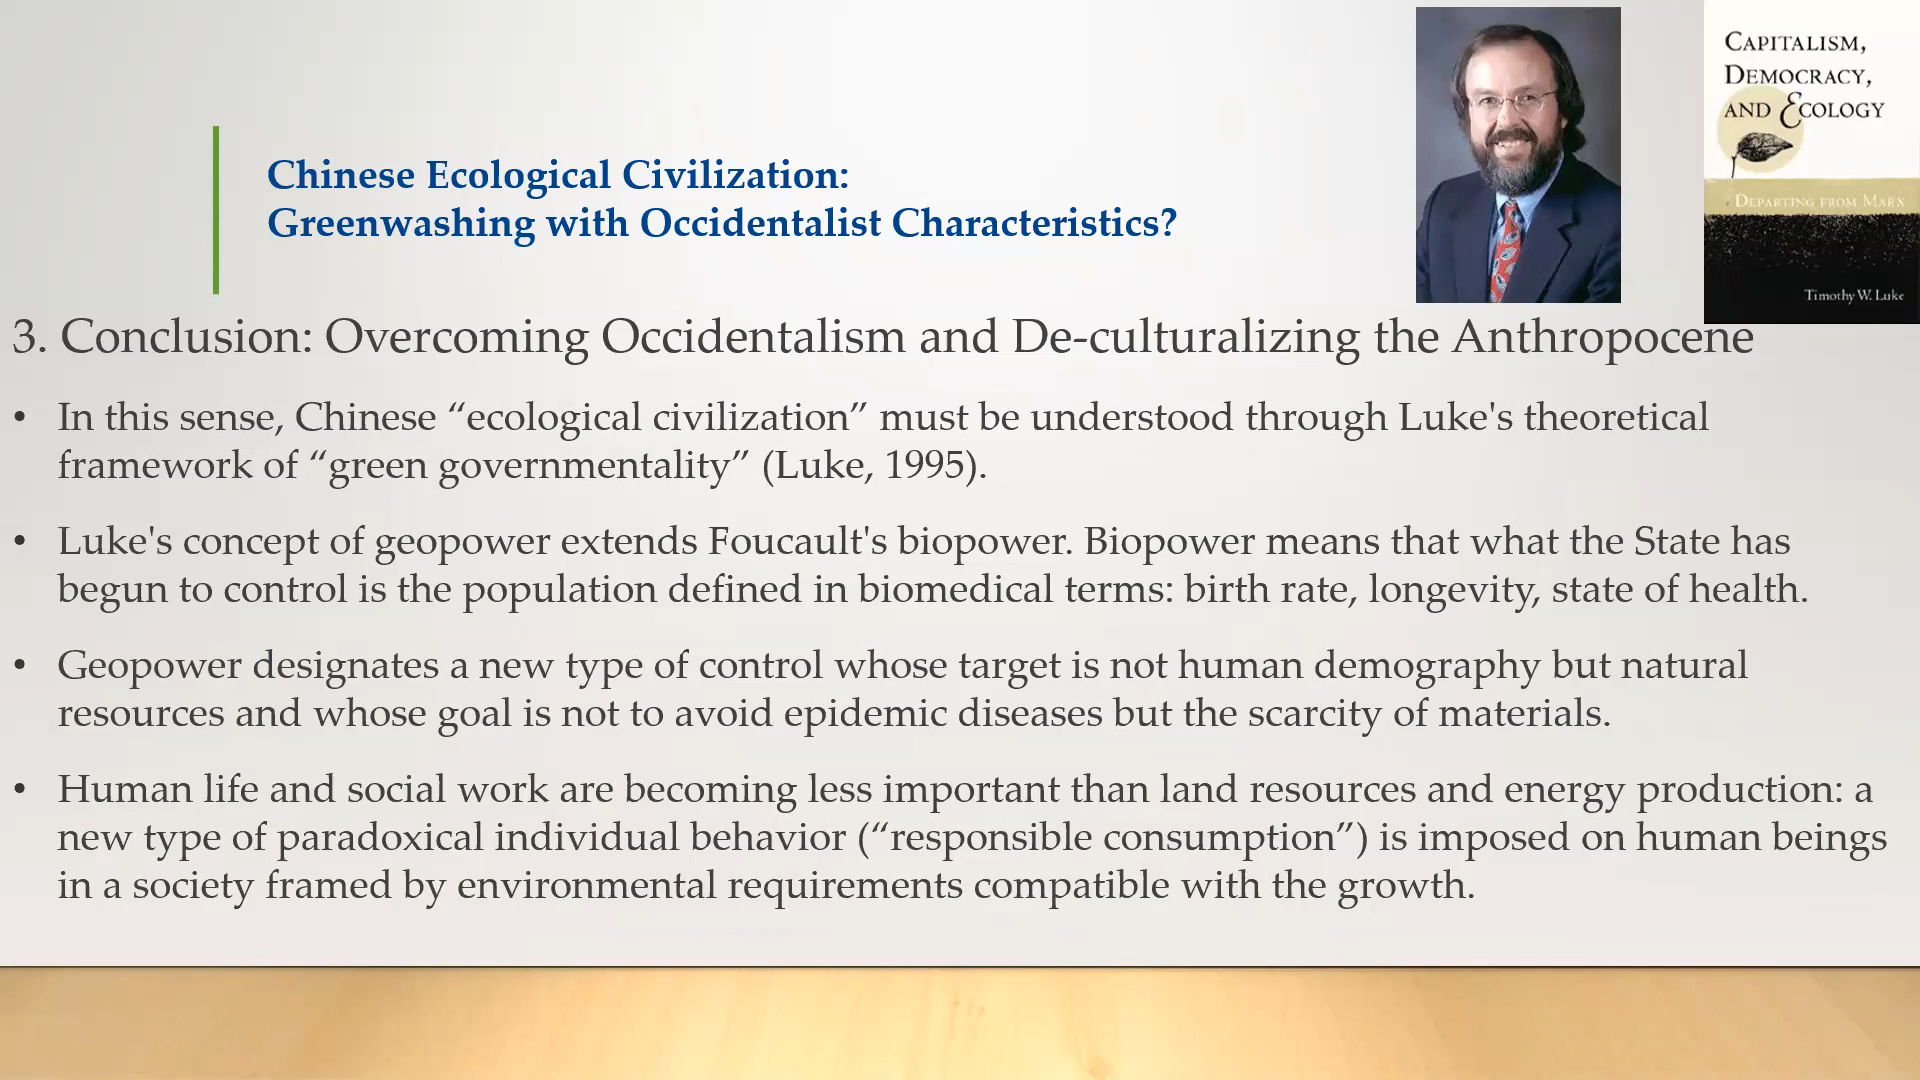 CAPITALISM,
DEMOCRACY,
AND ECOLOGY
DEPARTING FROM MARX
Timothy W. Luke
Chinese Ecological Civilization:
Greenwashing with Occidentalist Characteristics?
3. Conclusion: Overcoming Occidentalism and De-culturalizing the Anthropocene
• In this sense, Chinese “ecological civilization” must be understood through Luke's theoretical
framework of “green governmentality” (Luke, 1995).
• Luke's concept of geopower extends Foucault's biopower. Biopower means that what the State has
begun to control is the population defined in biomedical terms: birth rate, longevity, state of health.
• Geopower designates a new type of control whose target is not human demography but natural
resources and whose goal is not to avoid epidemic diseases but the scarcity of materials.
• Human life and social work are becoming less important than land resources and energy production: a
new type of paradoxical individual behavior (“responsible consumption”) is imposed on human beings
in a society framed by environmental requirements compatible with the growth.